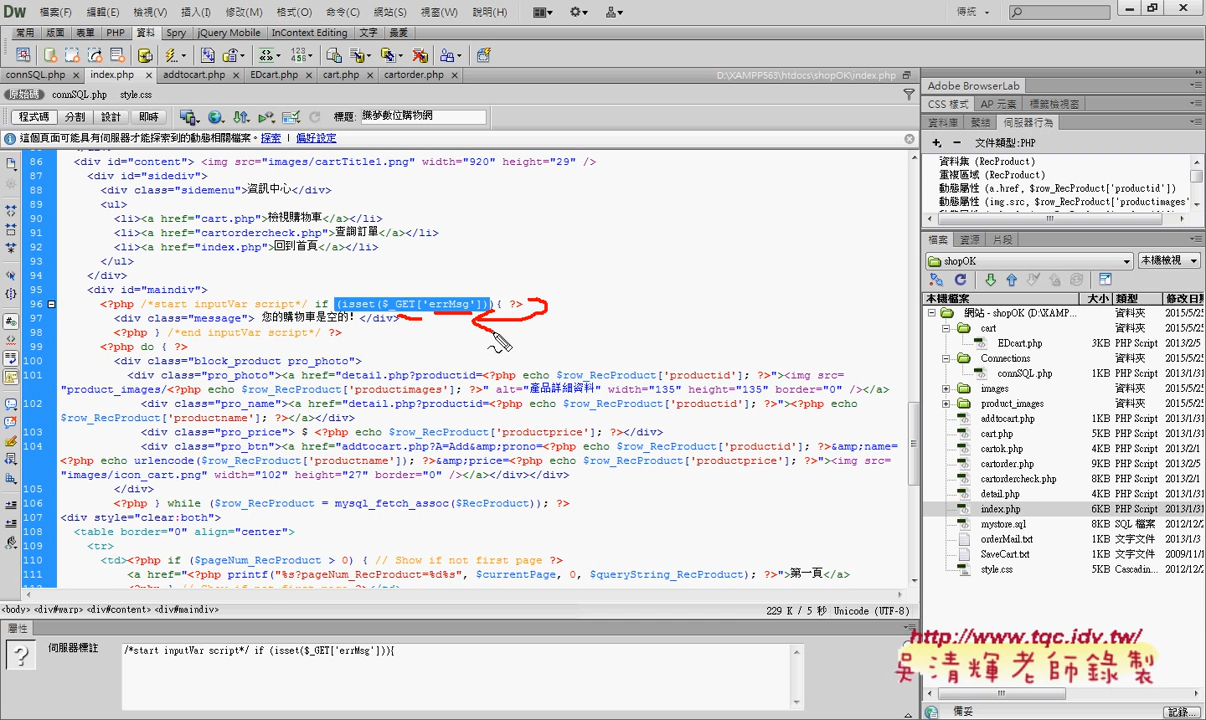 Dw 檔案(F) 編輯(E) 檢視(V) 插入(I) 修改(M) 格式(O) 命令(C) 網站(S) 視窗(W) 說明(H) 傳統
常用 版面 表單 PHP 資料 Spry jQuery Mobile InContext Editing 文字 最愛
connSQL.php × index.php × addtocart.php × EDcart.php × cart.php × cartorder.php × D:\XAMPP563\htdocs\shopOK\index.php
原始碼 connSQL.php style.css
程式碼 分割 設計 即時 標題:
這個頁面可能具有伺服器才能探索到的動態相關檔案。 探索 | 偏好設定
86 <div id="content"> <img src="images/cartTitle1.png" width="920" height="29" />
87 <div id="sidediv">
88 <div class="sidemenu">資訊中心</div>
89 <ul>
90 <li><a href="cart.php">檢視購物車</a></li>
91 <li><a href="cartordercheck.php">查詢訂單</a></li>
92 <li><a href="index.php">回到首頁</a></li>
93 </ul>
94 </div>
95 <div id="maindiv">
96 <?php /*start inputVar script*/ if (isset($_GET['errMsg'])){ ?>
97 <div class="message"> 您的購物車是空的! </div>
98 <?php } /*end inputVar script*/ ?>
99 <?php do { ?>
100 <div class="block_product pro_photo">
101 <div class="pro_photo"><a href="detail.php?productid=<?php echo $row_RecProduct['productid']; ?>"><img src=
"product_images/<?php echo $row_RecProduct['productimages']; ?>" alt="產品詳細資料" width="135" height="135" border="0" /></a>
102 <div class="pro_name"><a href="detail.php?productid=<?php echo $row_RecProduct['productid']; ?>"><?php echo
$row_RecProduct['productname']; ?></a></div>
103 <div class="pro_price"> $ <?php echo $row_RecProduct['productprice']; ?></div>
104 <div class="pro_btn"><a href="addtocart.php?A=Add&amp;prono=<?php echo $row_RecProduct['productid']; ?>&amp;name=
<?php echo urlencode($row_RecProduct['productname']); ?>&amp;price=<?php echo $row_RecProduct['productprice']; ?>"><img src=
"images/icon_cart.png" width="102" height="27" border="0" /></a></div></div>
105 </div>
106 <?php } while ($row_RecProduct = mysql_fetch_assoc($RecProduct)); ?>
107 <div style="clear:both">
108 <table border="0" align="center">
109 <tr>
110 <td><?php if ($pageNum_RecProduct > 0) { // Show if not first page ?>
111 <a href="<?php printf("%s?pageNum_RecProduct=%d%s", $currentPage, 0, $queryString_RecProduct); ?>">第一頁</a>
<body> <div#warp> <div#content> <div#maindiv> 229 K / 5 秒 Unicode (UTF-8)
屬性
伺服器標註 /*start inputVar script*/ if (isset($_GET['errMsg'])){
Adobe BrowserLab
CSS 樣式 AP 元素 標籤檢視窗
資料庫 繫結 伺服器行為
文件類型:PHP
資料集 (RecProduct)
重複區域 (RecProduct)
動態屬性 (a.href, $row_RecProduct['productid'])
動態屬性 (img.src, $row_RecProduct['productimages'
檔案 資源 片段
shopOK 本機檢視
本機檔案 大小 類型 修改日
網站 - shopOK (D:\XAMP... 資料夾 2015/5/2
cart 資料夾 2015/5/2
EDcart.php 3KB PHP Script 2013/2/5
Connections 資料夾 2015/5/2
connSQL.php 1KB PHP Script 2015/5/2
images 資料夾 2015/5/2
product_images 資料夾 2015/5/2
addtocart.php 1KB PHP Script 2013/1/31
cart.php 5KB PHP Script 2013/1/31
cartok.php 4KB PHP Script 2013/1/31
cartorder.php 9KB PHP Script 2013/2/5
cartordercheck.php 8KB PHP Script 2013/2/1
detail.php 4KB PHP Script 2013/1/31
index.php 6KB PHP Script 2013/1/31
mystore.sql 8KB SQL 檔案 2012/12/2
orderMail.txt 1KB 文字文件 2013/1/3
SaveCart.txt 1KB 文字文件 2009/11/1
style.css 5KB Cascadin... 2012/12/2
http://www.tqc.idv.tw/
吳清輝老師錄製
備妥 記錄...